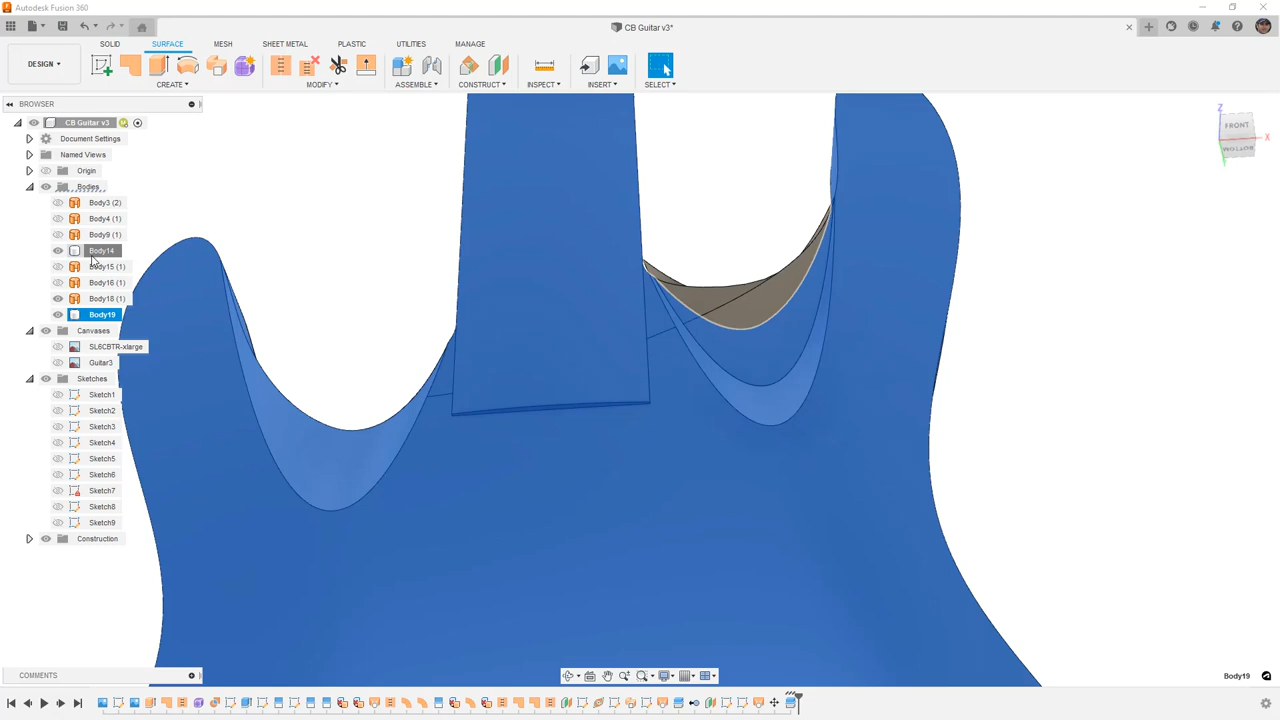 Autodesk Fusion 360
CB Guitar v3*
SOLID SURFACE MESH SHEET METAL PLASTIC UTILITIES MANAGE
DESIGN
CREATE MODIFY ASSEMBLE CONSTRUCT INSPECT INSERT SELECT
BROWSER
CB Guitar v3
Document Settings
Named Views
Origin
Bodies
Body3 (2)
Body4 (1)
Body9 (1)
Body14
Body15 (1)
Body16 (1)
Body18 (1)
Body19
Canvases
SL6CBTR-xlarge
Guitar3
Sketches
Sketch1
Sketch2
Sketch3
Sketch4
Sketch5
Sketch6
Sketch7
Sketch8
Sketch9
Construction
Z
FRONT
X
BOTTOM
Y
COMMENTS
Body19